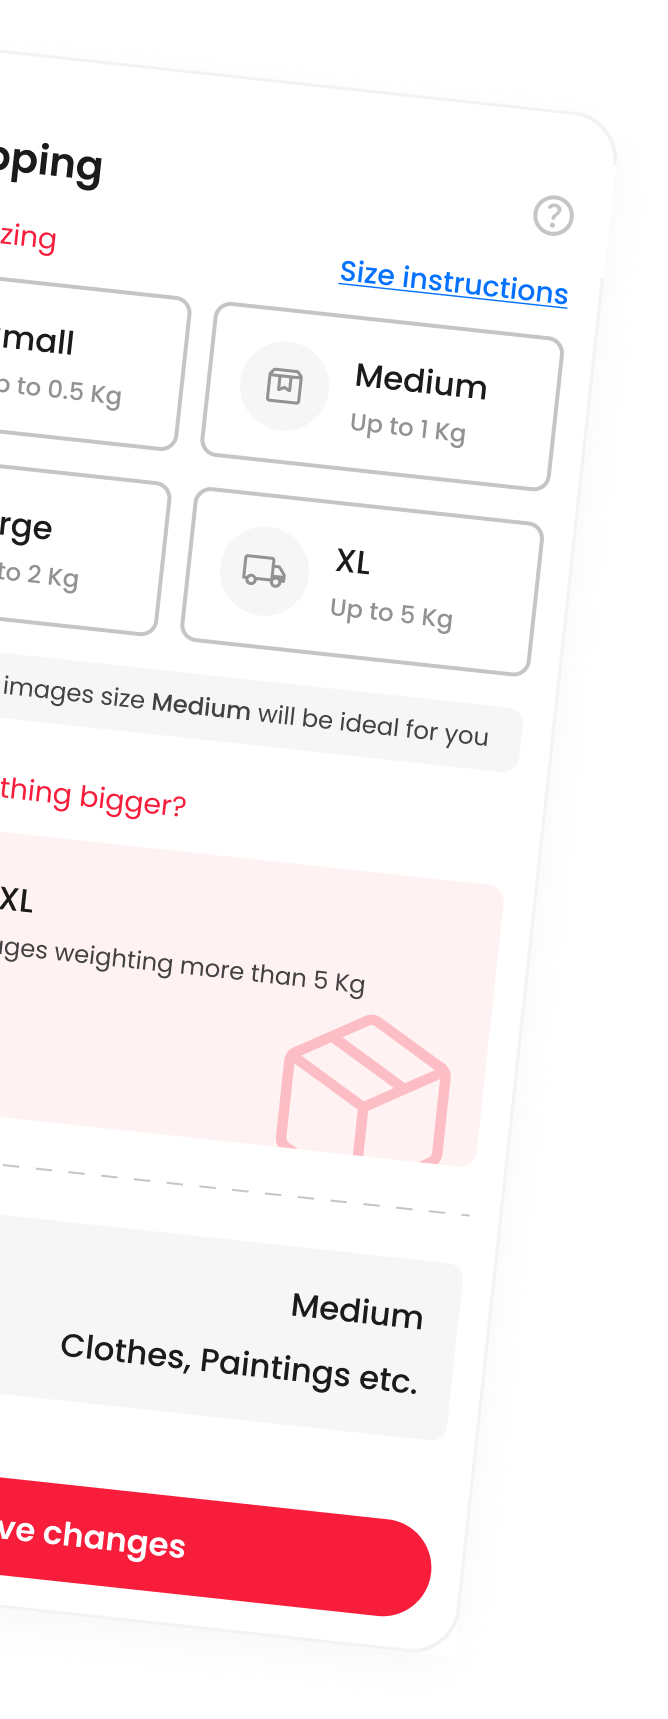 pping
zing
Size instructions
mall
p to 0.5 Kg
Medium
Up to 1 Kg
rge
to 2 Kg
XL
Up to 5 Kg
images size Medium will be ideal for you
thing bigger?
XL
ages weighting more than 5 Kg
Medium
Clothes, Paintings etc.
ve changes